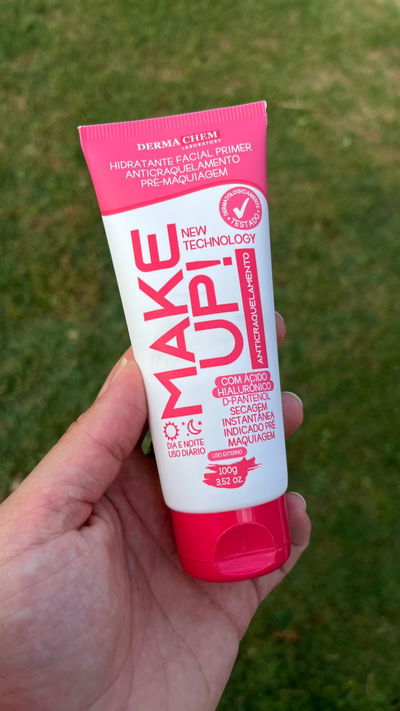 DERMA CHEM
LABORATORY
HIDRATANTE FACIAL PRIMER
ANTICRAQUELAMENTO
PRÉ-MAQUIAGEM
DERMATOLOGICAMENTE
TESTADO
MAKE
UP!
NEW
TECHNOLOGY
ANTICRAQUELAMENTO
COM ÁCIDO
HIALURÔNICO
D-PANTENOL
SECAGEM
INSTANTÂNEA
INDICADO PRÉ
MAQUIAGEM
DIA E NOITE
USO DIÁRIO
USO EXTERNO
100g
3,52 oz